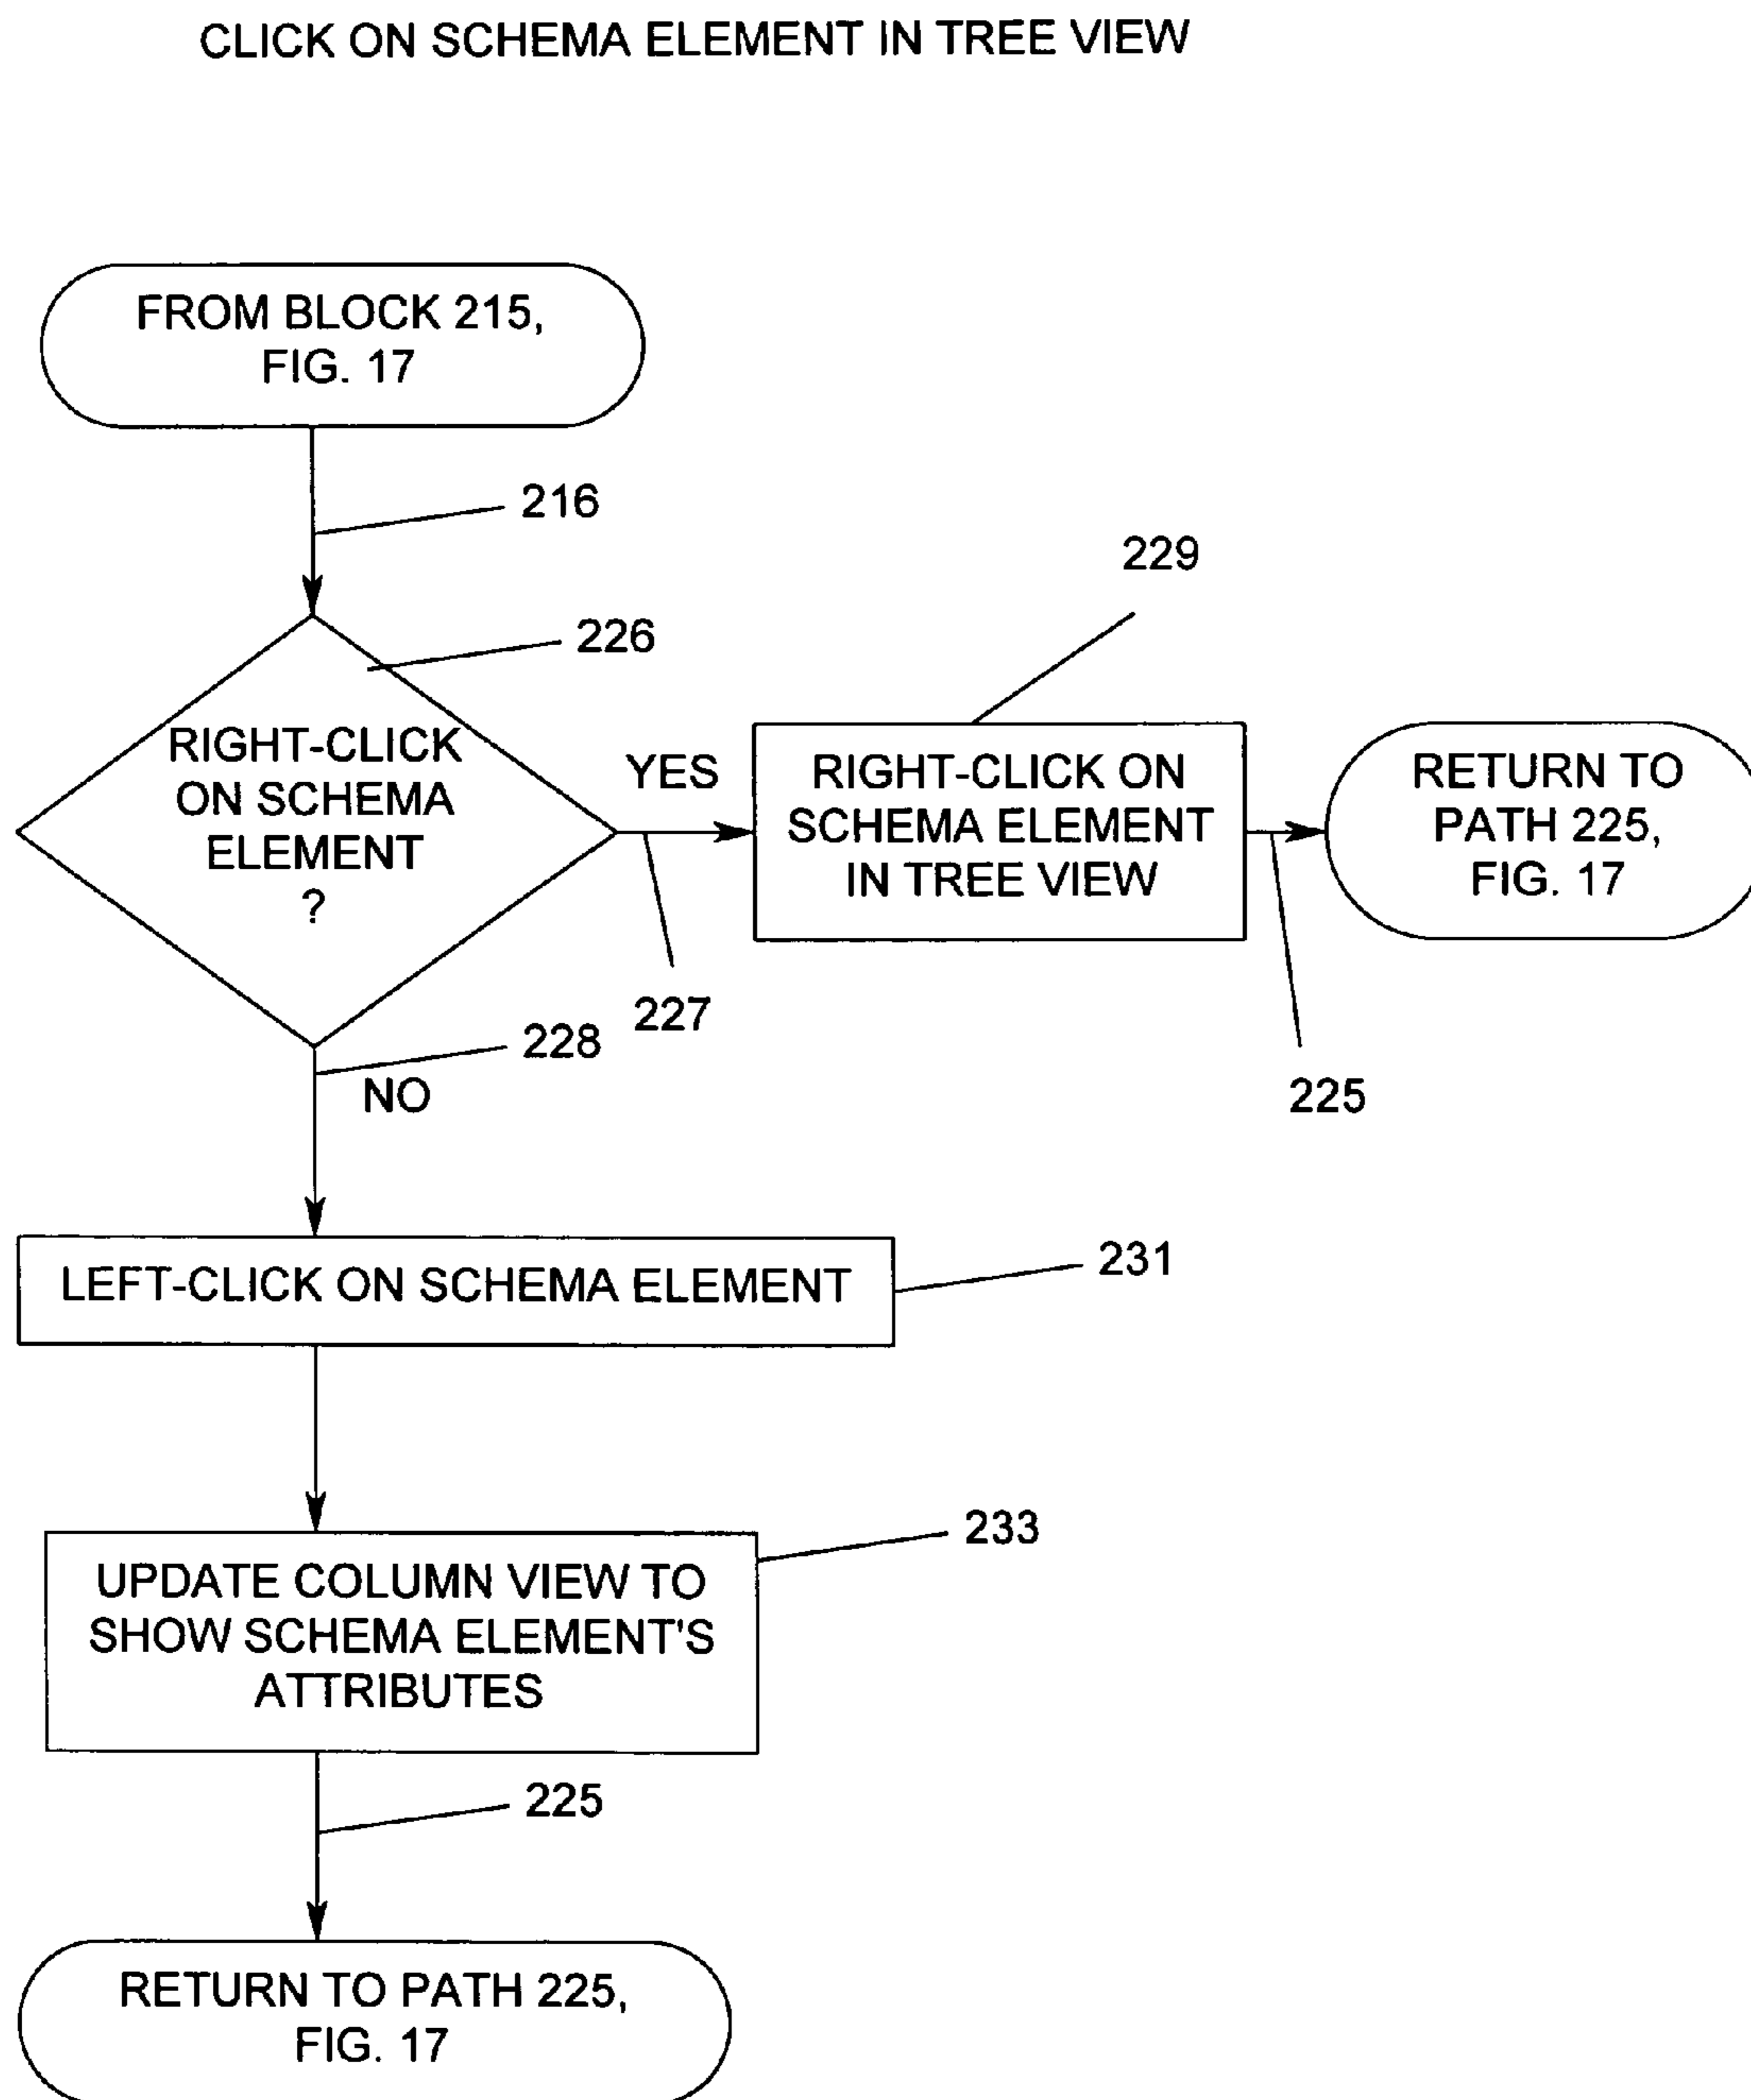 CLICK ON SCHEMA ELEMENT IN TREE VIEW
FROM BLOCK 215,
FIG. 17
216
226
229
RIGHT-CLICK
ON SCHEMA
ELEMENT
?
YES
RIGHT-CLICK ON
SCHEMA ELEMENT
IN TREE VIEW
RETURN TO
PATH 225,
FIG. 17
227
225
228
NO
LEFT-CLICK ON SCHEMA ELEMENT
231
UPDATE COLUMN VIEW TO
SHOW SCHEMA ELEMENT'S
ATTRIBUTES
233
225
RETURN TO PATH 225,
FIG. 17